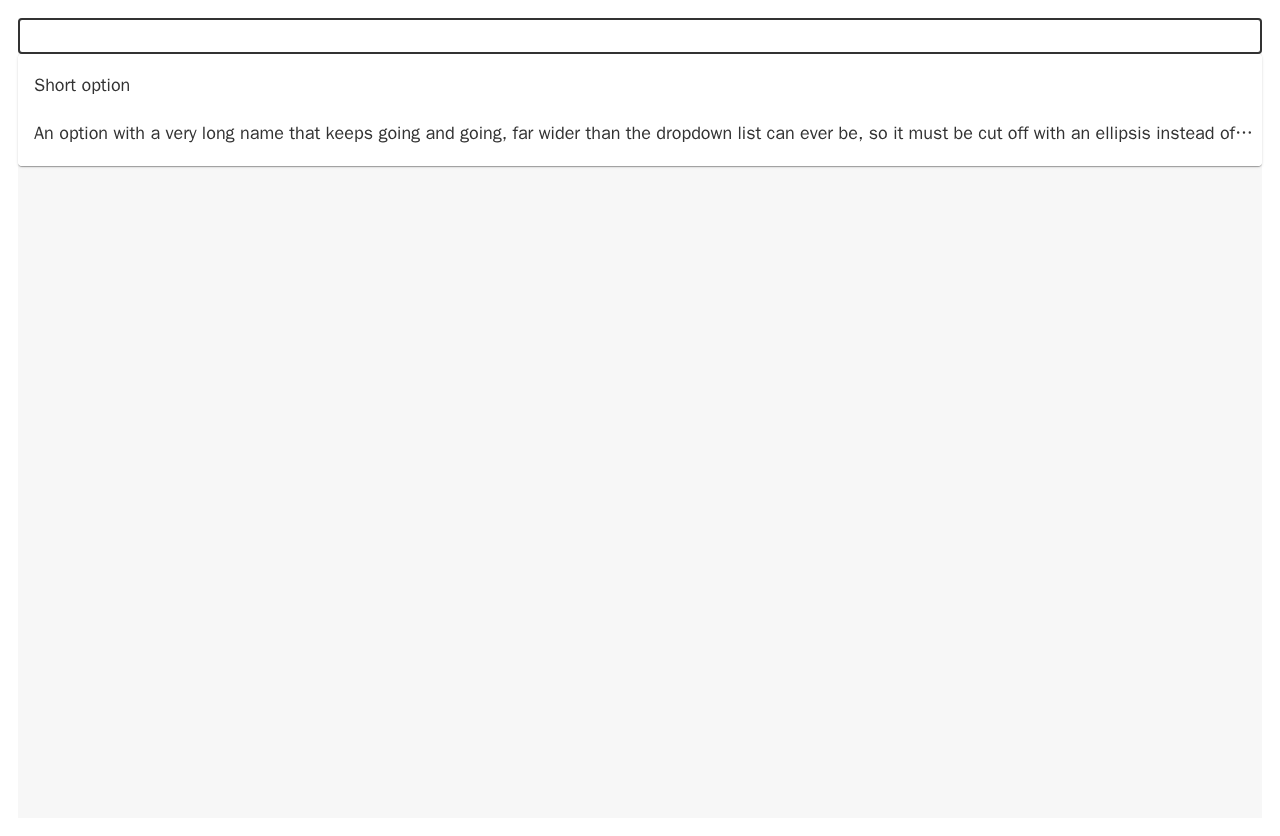 Short option
An option with a very long name that keeps going and going, far wider than the dropdown list can ever be, so it must be cut off with an ellipsis instead of…